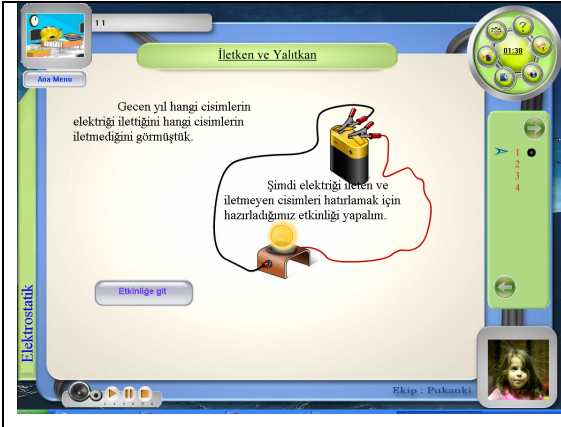 1 1
01:38
Ana Menu
İletken ve Yalıtkan
Gecen yıl hangi cisimlerin
elektriği ilettiğini hangi cisimlerin
iletmediğini görmüştük.
Şimdi elektriği ileten ve
iletmeyen cisimleri hatırlamak için
hazırladığımız etkinliği yapalım.
1
2
3
4
Etkinliğe git
Elektrostatik
Ekip : Pukanki